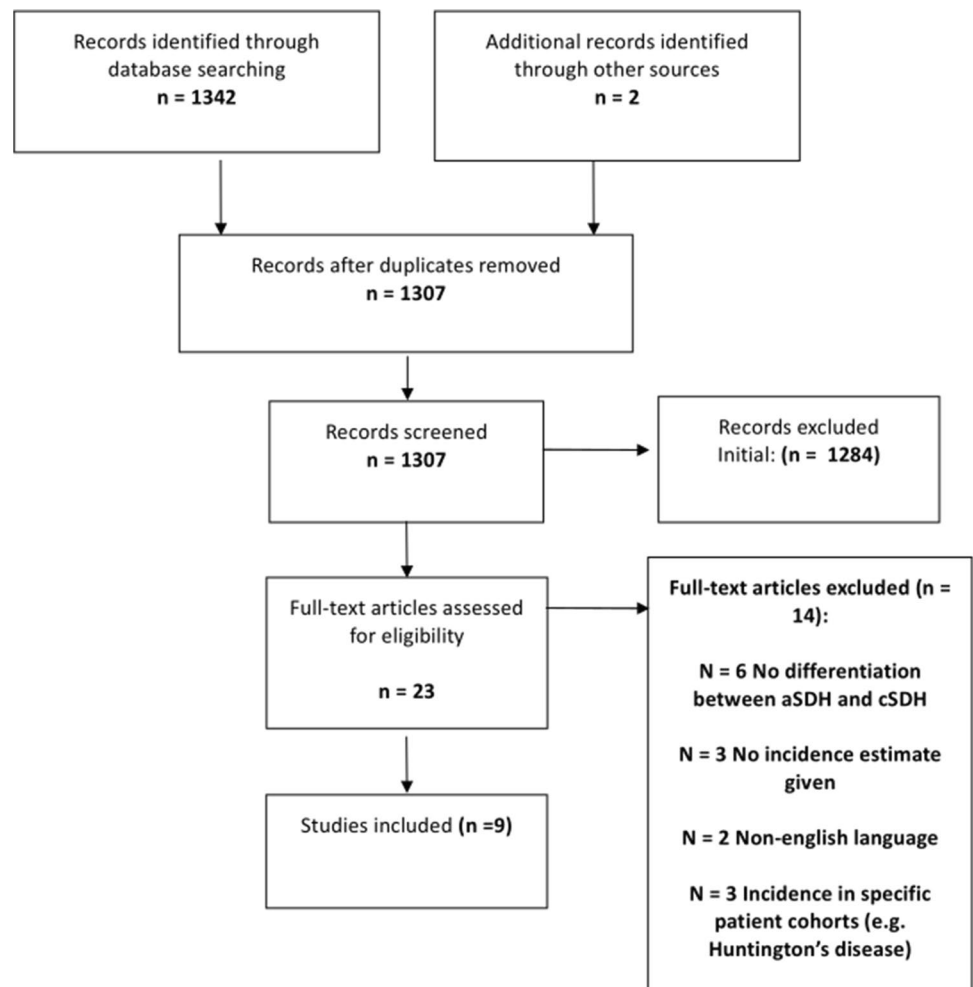 Records identified through
database searching
n = 1342
Additional records identified
through other sources
n = 2
Records after duplicates removed
n = 1307
Records screened
n = 1307
Records excluded
Initial: (n =  1284)
Full-text articles assessed
for eligibility
n = 23
Full-text articles excluded (n =
14):
N = 6 No differentiation
between aSDH and cSDH
N = 3 No incidence estimate
given
N = 2 Non-english language
N = 3 Incidence in specific
patient cohorts (e.g.
Huntington’s disease)
Studies included (n =9)